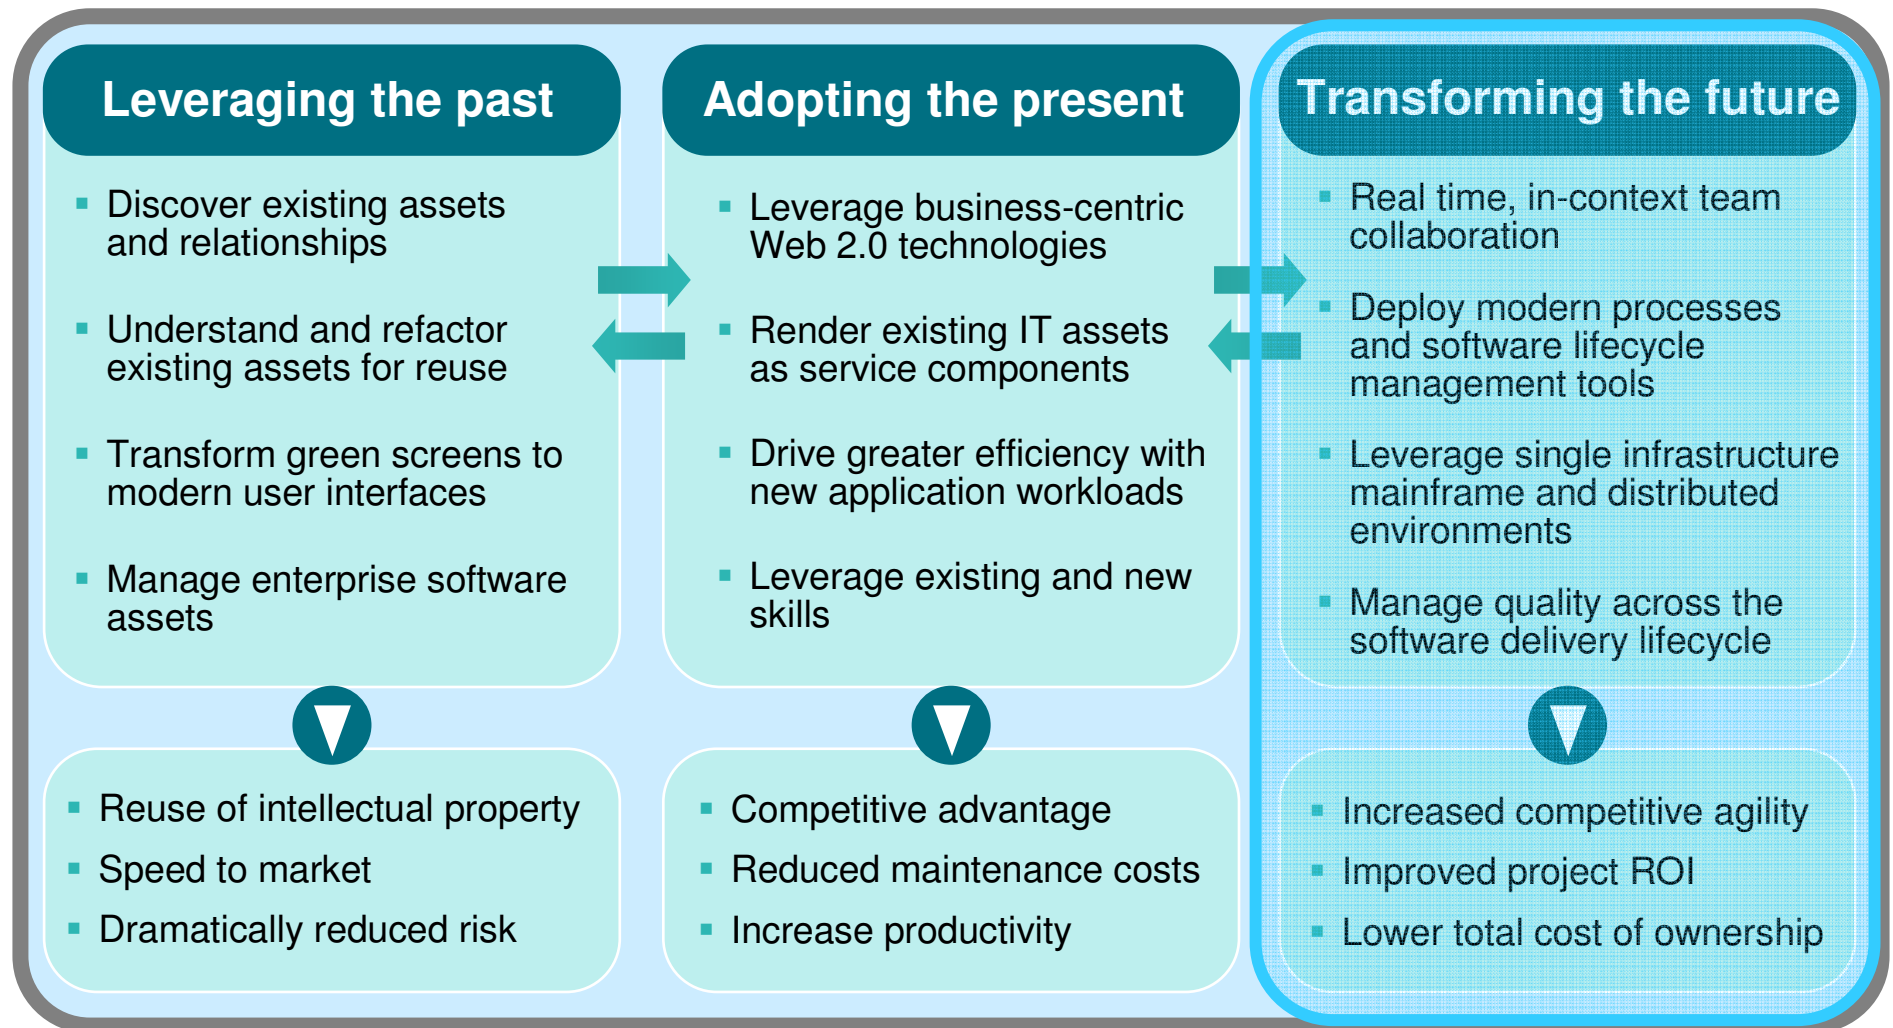 Leveraging the past
Discover existing assets
and relationships
Understand and refactor
existing assets for reuse
Transform green screens to
modern user interfaces
Manage enterprise software
assets
Reuse of intellectual property
Speed to market
Dramatically reduced risk
Adopting the present
Leverage business-centric
Web 2.0 technologies
Render existing IT assets
as service components
Drive greater efficiency with
new application workloads
Leverage existing and new
skills
Competitive advantage
Reduced maintenance costs
Increase productivity
Transforming the future
Real time, in-context team
collaboration
Deploy modern processes
and software lifecycle
management tools
Leverage single infrastructure
mainframe and distributed
environments
Manage quality across the
software delivery lifecycle
Increased competitive agility
Improved project ROI
Lower total cost of ownership